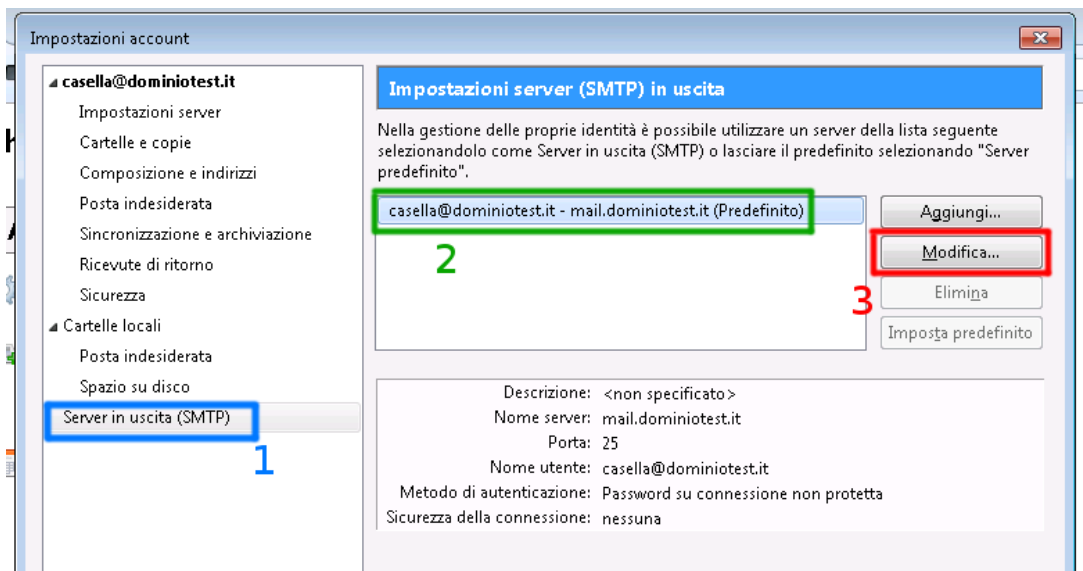 Impostazioni account
casella@dominiotest.it
Impostazioni server
Cartelle e copie
Composizione e indirizzi
Posta indesiderata
Sincronizzazione e archiviazione
Ricevute di ritorno
Sicurezza
Cartelle locali
Posta indesiderata
Spazio su disco
Server in uscita (SMTP)
1
Impostazioni server (SMTP) in uscita
Nella gestione delle proprie identità è possibile utilizzare un server della lista seguente
selezionandolo come Server in uscita (SMTP) o lasciare il predefinito selezionando "Server
predefinito".
casella@dominiotest.it - mail.dominiotest.it (Predefinito)
2
Aggiungi...
Modifica...
3
Elimina
Imposta predefinito
Descrizione: <non specificato>
Nome server: mail.dominiotest.it
Porta: 25
Nome utente: casella@dominiotest.it
Metodo di autenticazione: Password su connessione non protetta
Sicurezza della connessione: nessuna